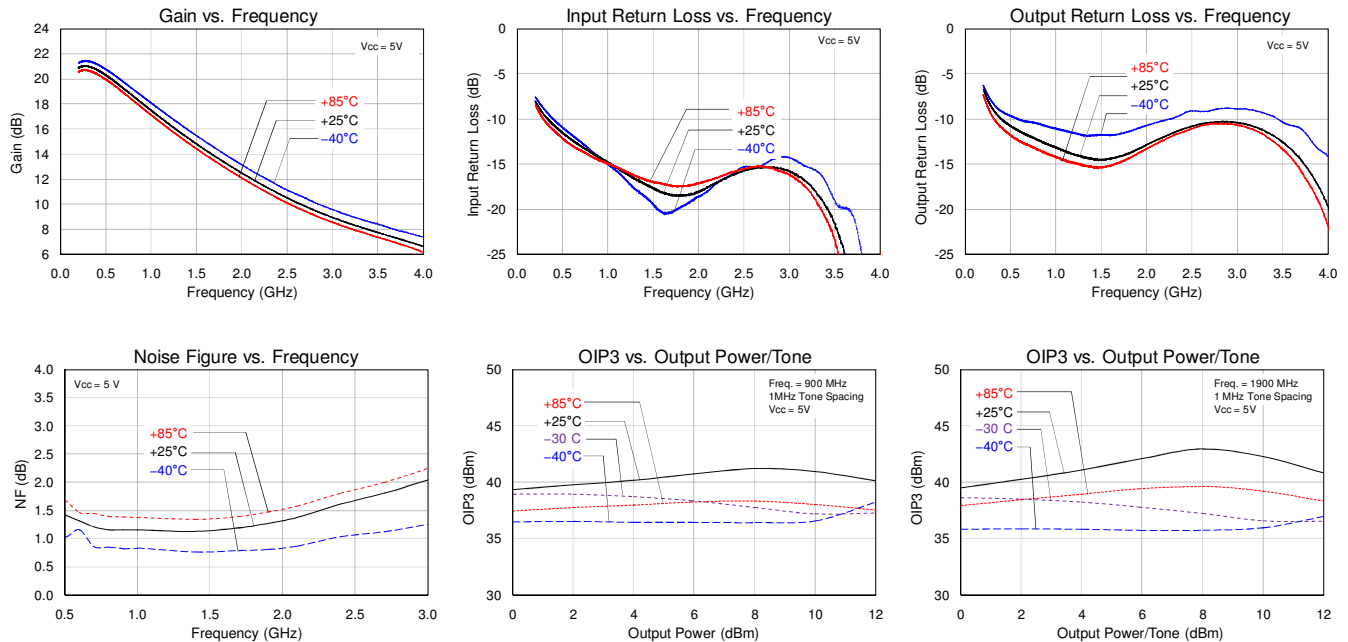 Gain vs. Frequency
24
22
20
18
16
14
12
10
8
6
Gain (dB)
Vcc = 5V
+85°C
+25°C
−40°C
0.0 0.5 1.0 1.5 2.0 2.5 3.0 3.5 4.0
Frequency (GHz)
Input Return Loss vs. Frequency
0
-5
-10
-15
-20
-25
Input Return Loss (dB)
Vcc = 5V
+85°C
+25°C
−40°C
0.0 0.5 1.0 1.5 2.0 2.5 3.0 3.5 4.0
Frequency (GHz)
Output Return Loss vs. Frequency
0
-5
-10
-15
-20
-25
Output Return Loss (dB)
Vcc = 5V
+85°C
+25°C
−40°C
0.0 0.5 1.0 1.5 2.0 2.5 3.0 3.5 4.0
Frequency (GHz)
Noise Figure vs. Frequency
4.0
3.5
3.0
2.5
2.0
1.5
1.0
0.5
0.0
NF (dB)
Vcc = 5 V
+85°C
+25°C
−40°C
0.5 1.0 1.5 2.0 2.5 3.0
Frequency (GHz)
OIP3 vs. Output Power/Tone
50
45
40
35
30
OIP3 (dBm)
Freq. = 900 MHz
1MHz Tone Spacing
Vcc = 5V
+85°C
+25°C
−30 C
−40°C
0 2 4 6 8 10 12
Output Power (dBm)
OIP3 vs. Output Power/Tone
50
45
40
35
30
OIP3 (dBm)
Freq. = 1900 MHz
1 MHz Tone Spacing
Vcc = 5V
+85°C
+25°C
−30 C
−40°C
0 2 4 6 8 10 12
Output Power/Tone (dBm)